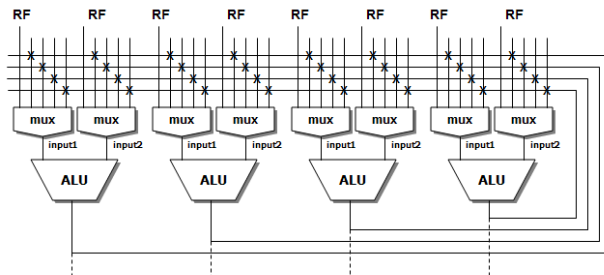 RF RF RF RF RF RF RF RF
X X X X X X X X
X X X X X X X X
X X X X X X X X
X X X X X X X X
mux mux mux mux mux mux mux mux
input1 input2 input1 input2 input1 input2 input1 input2
ALU ALU ALU ALU